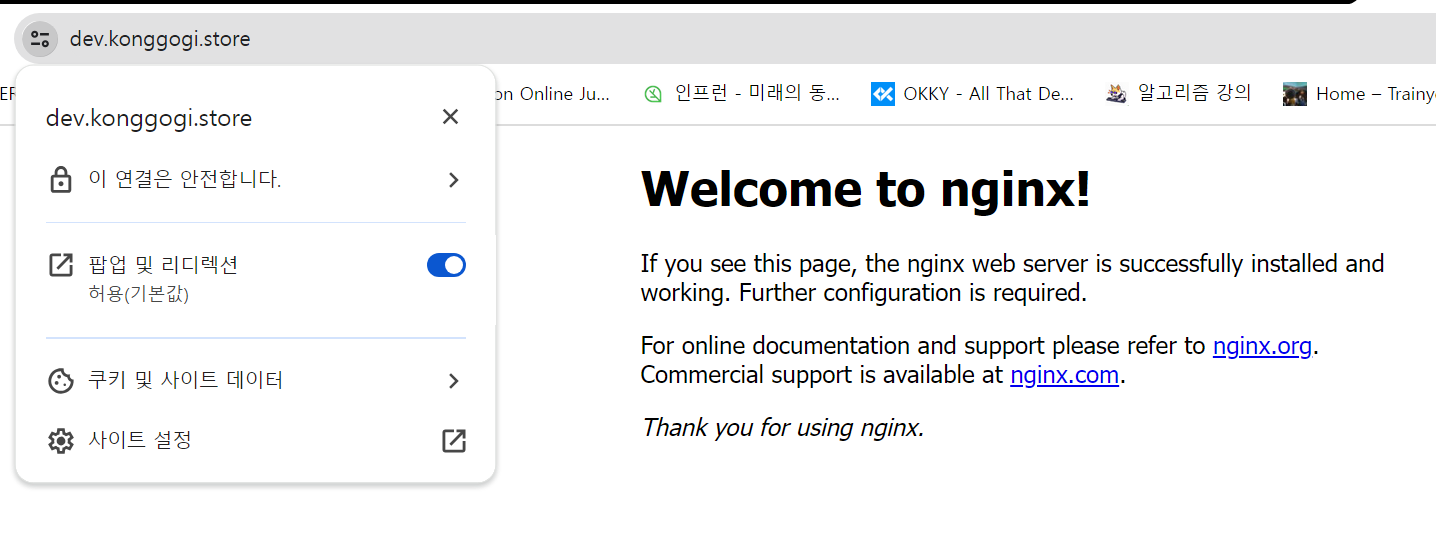 dev.konggogi.store
ER
on Online Ju...
인프런 - 미래의 동...
OKKY - All That De...
알고리즘 강의
Home – Trainy
dev.konggogi.store
이 연결은 안전합니다.
팝업 및 리디렉션
허용(기본값)
쿠키 및 사이트 데이터
사이트 설정
Welcome to nginx!
If you see this page, the nginx web server is successfully installed and
working. Further configuration is required.
For online documentation and support please refer to nginx.org.
Commercial support is available at nginx.com.
Thank you for using nginx.